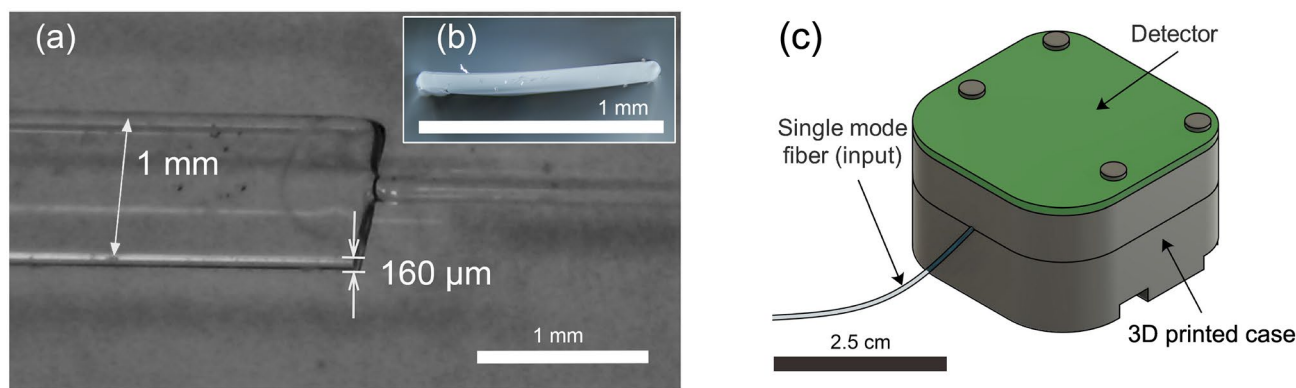 (a)
1 mm
160 µm
1 mm
(b)
1 mm
(c)
Detector
Single mode
fiber (input)
3D printed case
2.5 cm